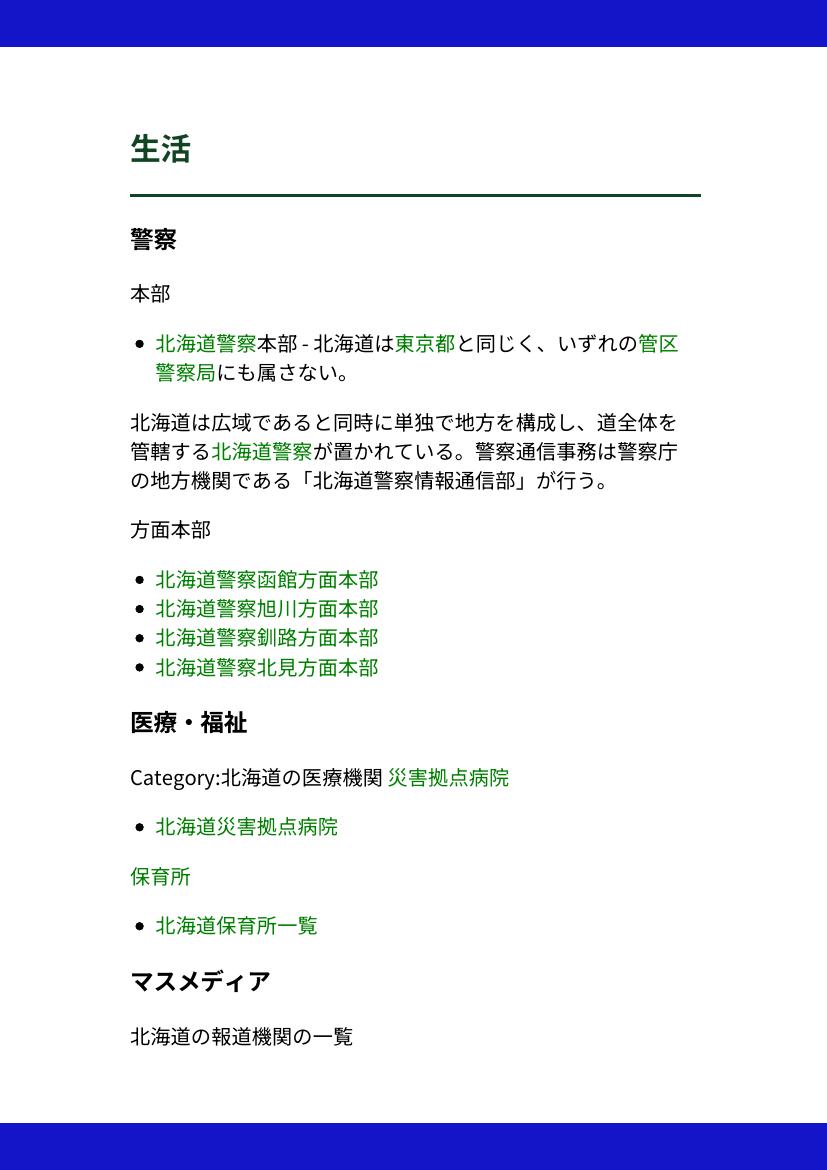 生活
警察
本部
北海道警察本部 - 北海道は東京都と同じく、いずれの管区
警察局にも属さない。
北海道は広域であると同時に単独で地方を構成し、道全体を
管轄する北海道警察が置かれている。警察通信事務は警察庁
の地方機関である「北海道警察情報通信部」が行う。
方面本部
北海道警察函館方面本部
北海道警察旭川方面本部
北海道警察釧路方面本部
北海道警察北見方面本部
医療・福祉
Category:北海道の医療機関 災害拠点病院
北海道災害拠点病院
保育所
北海道保育所一覧
マスメディア
北海道の報道機関の一覧